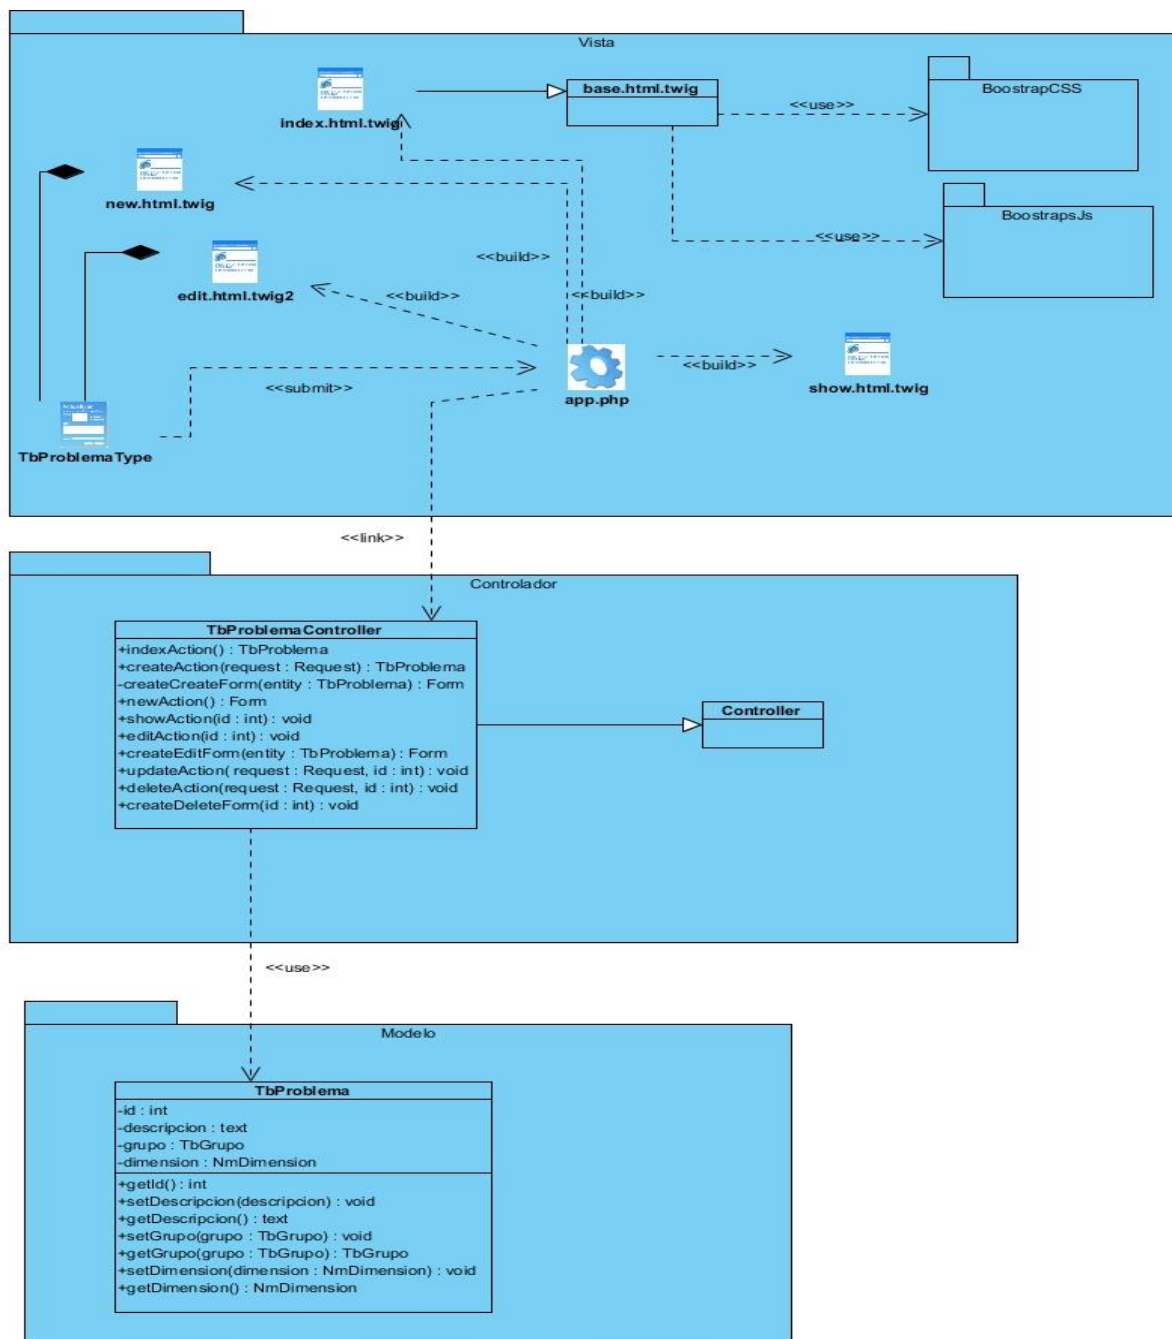 Vista
index.html.twig
base.html.twig
<<use>>
BoostrapCSS
new.html.twig
BoostrapsJs
<<use>>
edit.html.twig2
<<build>>
<<build>>
<<build>>
<<submit>>
app.php
<<build>>
show.html.twig
TbProblemaType
<<link>>
Controlador
TbProblemaController
+indexAction() : TbProblema
+createAction(request : Request) : TbProblema
-createCreateForm(entity : TbProblema) : Form
+newAction() : Form
+showAction(id : int) : void
+editAction(id : int) : void
+createEditForm(entity : TbProblema) : Form
+updateAction( request : Request, id : int) : void
+deleteAction(request : Request, id : int) : void
+createDeleteForm(id : int) : void
Controller
<<use>>
Modelo
TbProblema
-id : int
-descripcion : text
-grupo : TbGrupo
-dimension : NmDimension
+getId() : int
+setDescripcion(descripcion) : void
+getDescripcion() : text
+setGrupo(grupo : TbGrupo) : void
+getGrupo(grupo : TbGrupo) : TbGrupo
+setDimension(dimension : NmDimension) : void
+getDimension() : NmDimension